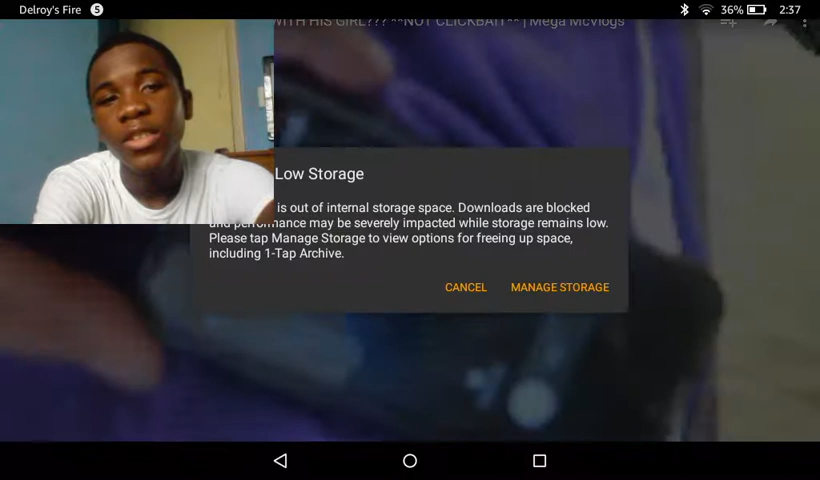 Delroy's Fire 5 36% 2:37
WITH HIS GIRL??? **NOT CLICKBAIT** | Mega McVlogs
Low Storage
is out of internal storage space. Downloads are blocked
and performance may be severely impacted while storage remains low.
Please tap Manage Storage to view options for freeing up space,
including 1-Tap Archive.
CANCEL MANAGE STORAGE